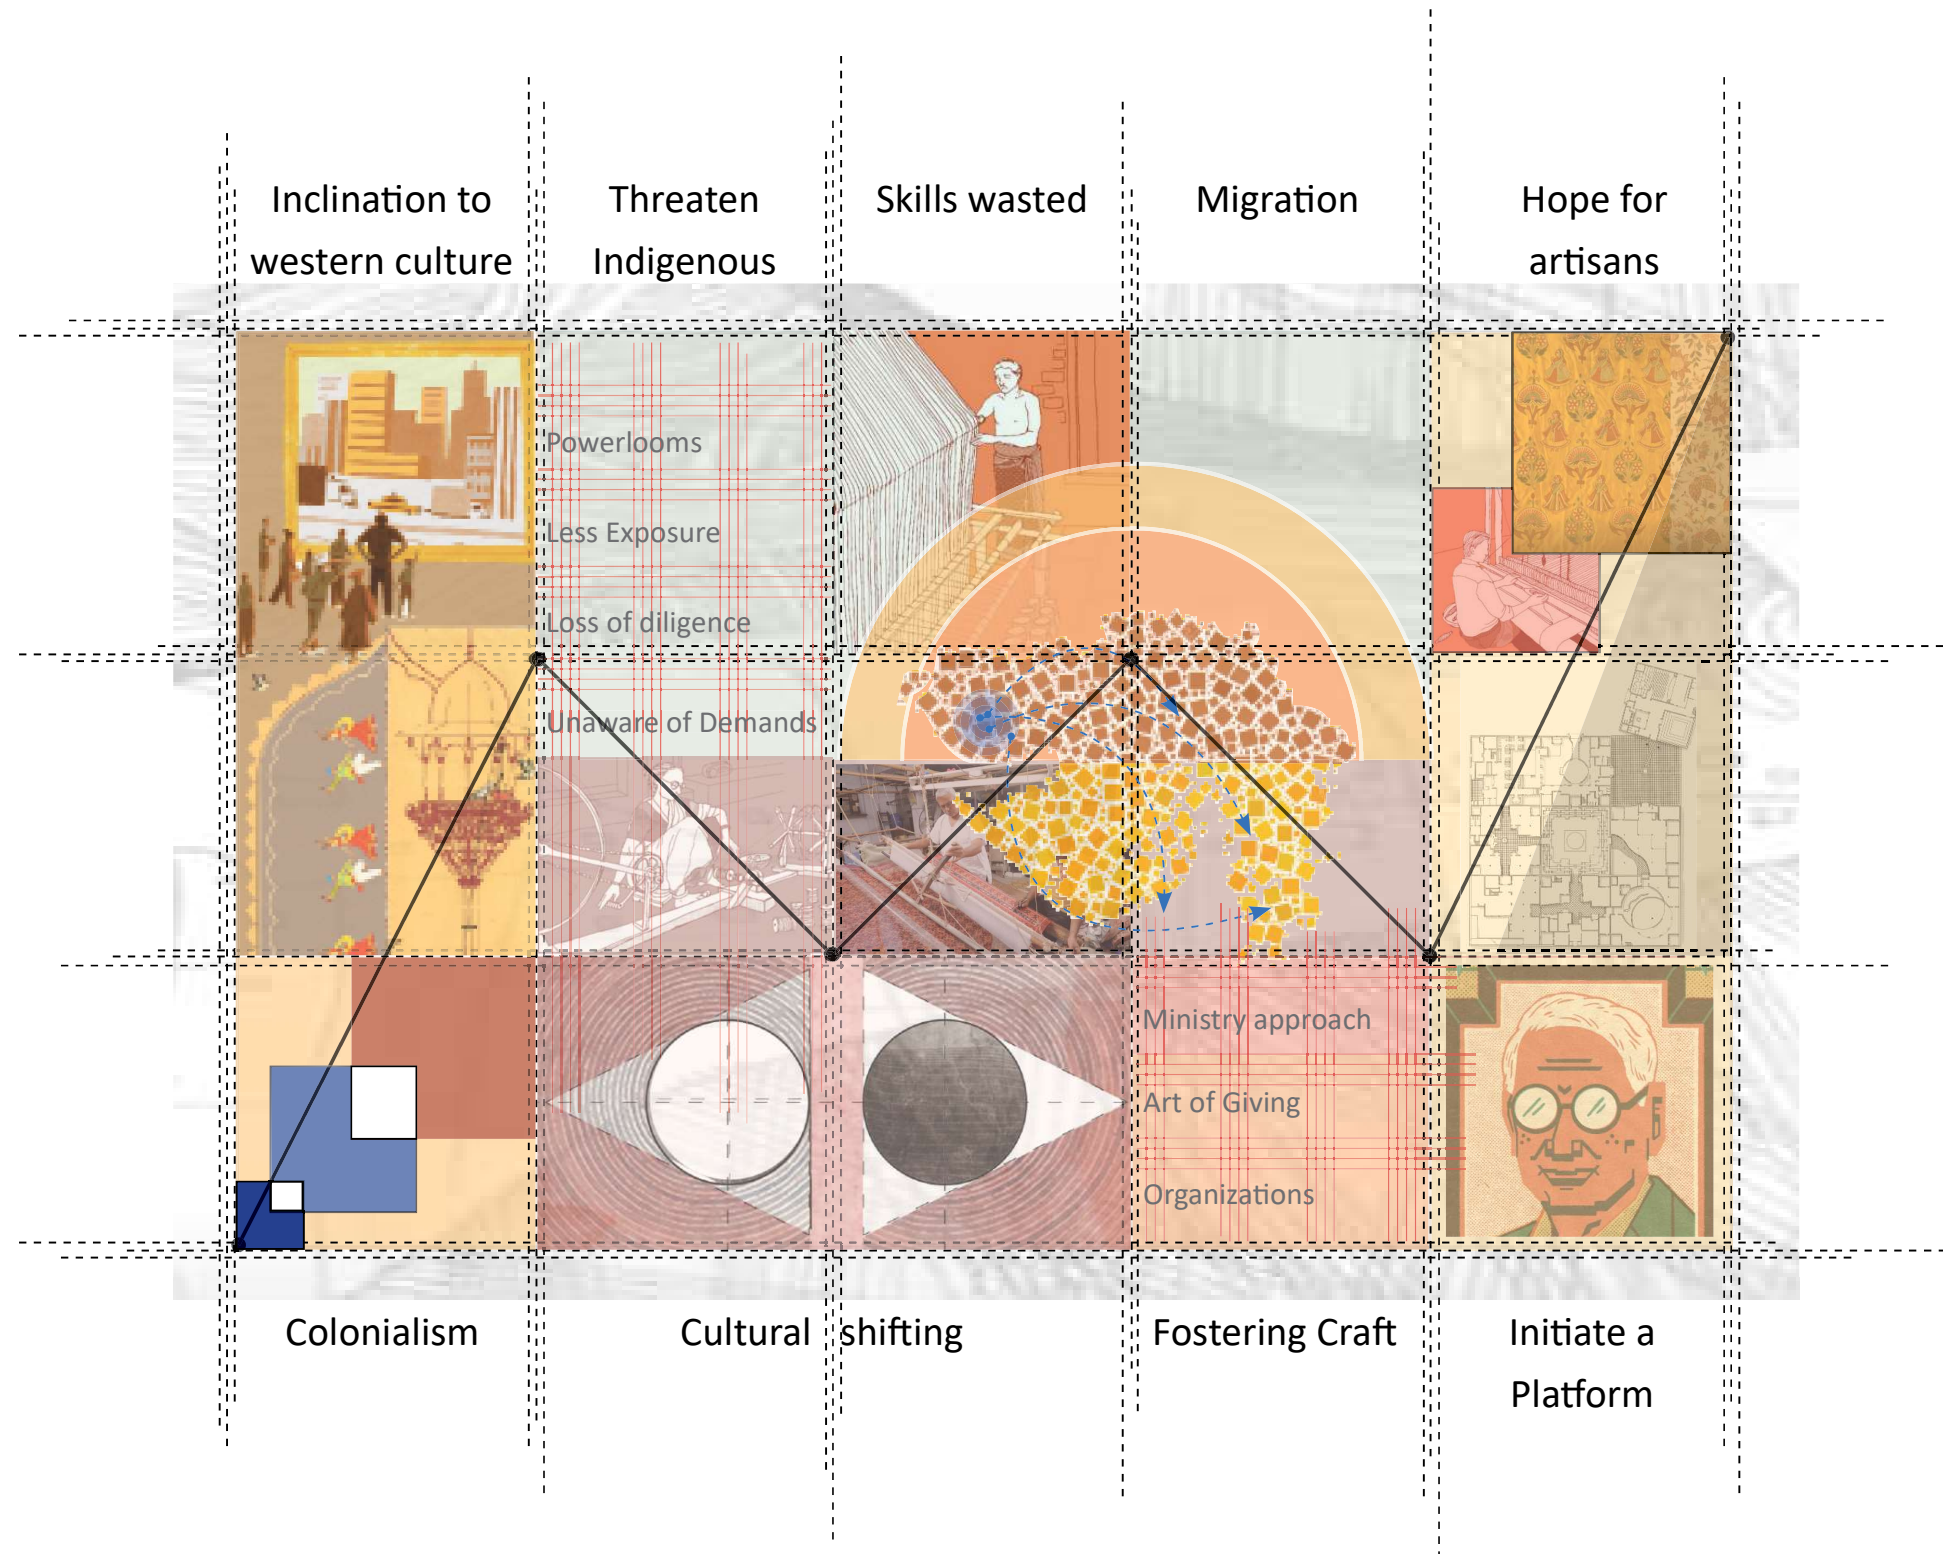 Inclination to
western culture
Threaten
Indigenous
Skills wasted
Migration
Hope for
artisans
Powerlooms
Less Exposure
Loss of diligence
Unaware of Demands
Ministry approach
Art of Giving
Organizations
Colonialism
Cultural shifting
Fostering Craft
Initiate a
Platform